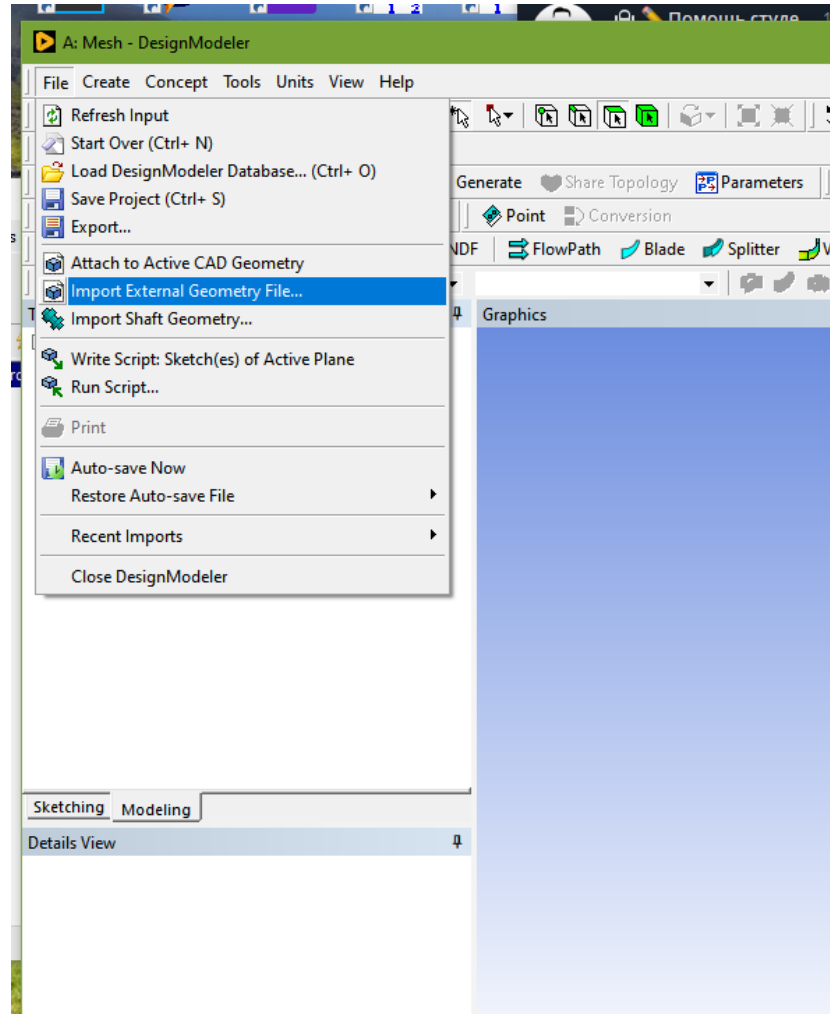 Помощь студе
A: Mesh - DesignModeler
File Create Concept Tools Units View Help
Refresh Input
Start Over (Ctrl+ N)
Load DesignModeler Database... (Ctrl+ O)
Save Project (Ctrl+ S)
Export...
Attach to Active CAD Geometry
Import External Geometry File...
Import Shaft Geometry...
Write Script: Sketch(es) of Active Plane
Run Script...
Print
Auto-save Now
Restore Auto-save File
Recent Imports
Close DesignModeler
Generate Share Topology Parameters
Point Conversion
NDF FlowPath Blade Splitter V
Graphics
Sketching Modeling
Details View